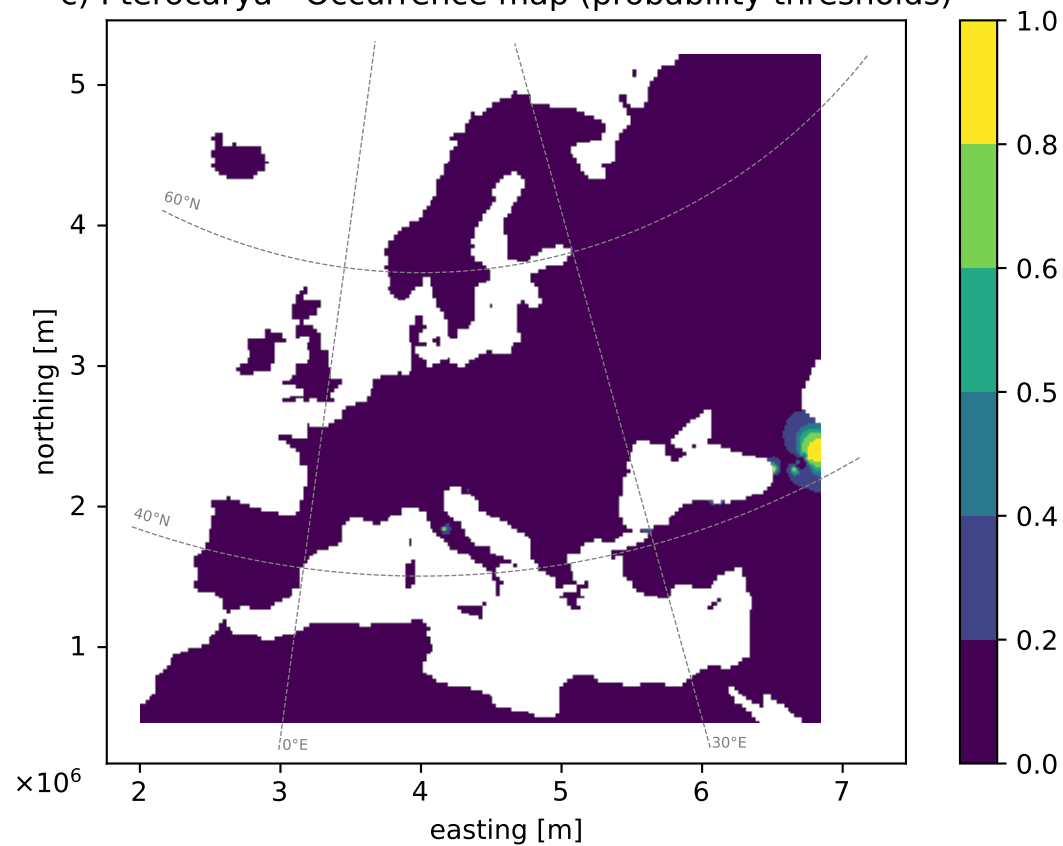 c) Pterocarya - Occurrence map (probability thresholds)
1.0
0.8
0.6
0.5
0.4
0.2
0.0
60°N
40°N
0°E
30°E
5
4
3
2
1
northing [m]
×10⁶
2 3 4 5 6 7
easting [m]